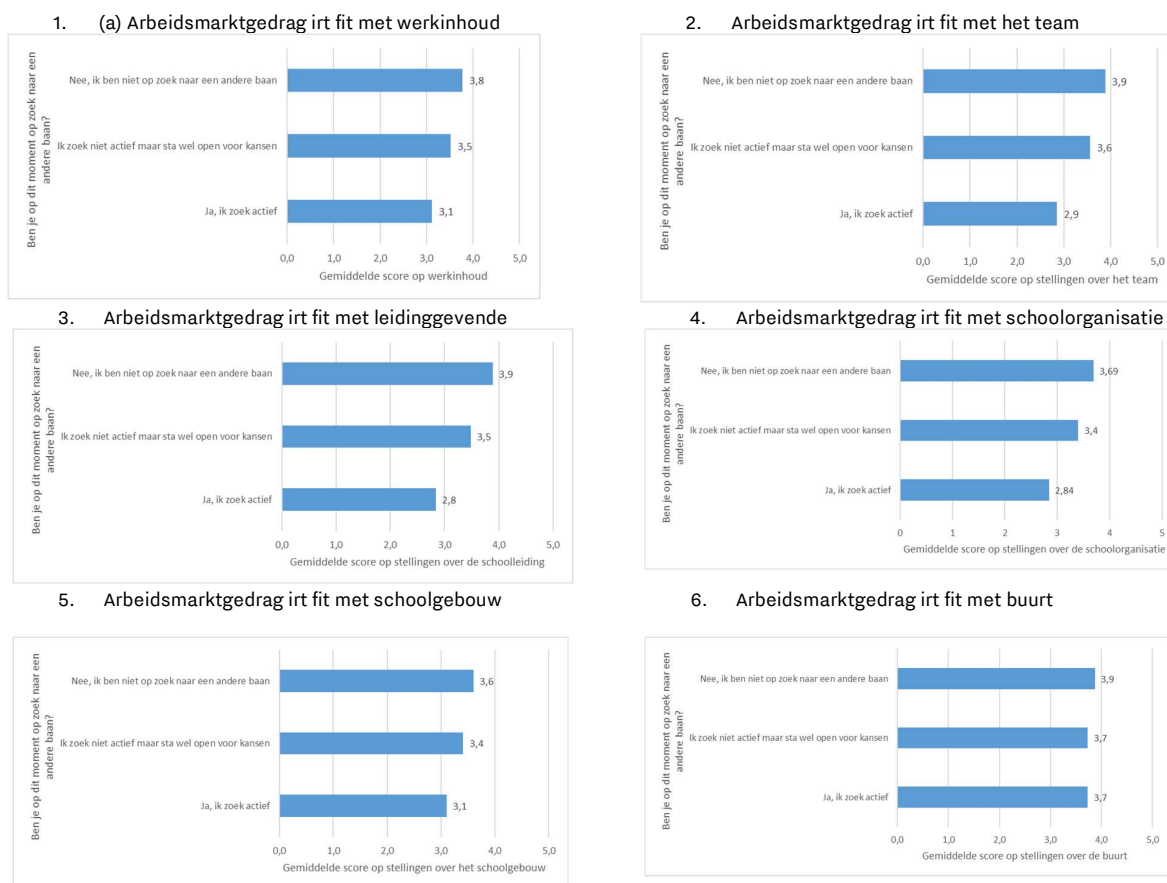 1. (a) Arbeidsmarktgedrag irt fit met werkinhoud
Ben je op dit moment op zoek naar een
andere baan?
Nee, ik ben niet op zoek naar een andere baan
3,8
Ik zoek niet actief maar sta wel open voor kansen
3,5
Ja, ik zoek actief
3,1
0,0 1,0 2,0 3,0 4,0 5,0
Gemiddelde score op werkinhoud
2. Arbeidsmarktgedrag irt fit met het team
Ben je op dit moment op zoek naar een
andere baan?
Nee, ik ben niet op zoek naar een andere baan
3,9
Ik zoek niet actief maar sta wel open voor kansen
3,6
Ja, ik zoek actief
2,9
0,0 1,0 2,0 3,0 4,0 5,0
Gemiddelde score op stellingen over het team
3. Arbeidsmarktgedrag irt fit met leidinggevende
Ben je op dit moment op zoek naar een
andere baan?
Nee, ik ben niet op zoek naar een andere baan
3,9
Ik zoek niet actief maar sta wel open voor kansen
3,5
Ja, ik zoek actief
2,8
0,0 1,0 2,0 3,0 4,0 5,0
Gemiddelde score op stellingen over de schoolleiding
4. Arbeidsmarktgedrag irt fit met schoolorganisatie
Ben je op dit moment op zoek naar een
andere baan?
Nee, ik ben niet op zoek naar een andere baan
3,69
Ik zoek niet actief maar sta wel open voor kansen
3,4
Ja, ik zoek actief
2,84
0 1 2 3 4 5
Gemiddelde score op stellingen over de schoolorganisatie
5. Arbeidsmarktgedrag irt fit met schoolgebouw
Ben je op dit moment op zoek naar een
andere baan?
Nee, ik ben niet op zoek naar een andere baan
3,6
Ik zoek niet actief maar sta wel open voor kansen
3,4
Ja, ik zoek actief
3,1
0,0 1,0 2,0 3,0 4,0 5,0
Gemiddelde score op stellingen over het schoolgebouw
6. Arbeidsmarktgedrag irt fit met buurt
Ben je op dit moment op zoek naar een
andere baan?
Nee, ik ben niet op zoek naar een andere baan
3,9
Ik zoek niet actief maar sta wel open voor kansen
3,7
Ja, ik zoek actief
3,7
0,0 1,0 2,0 3,0 4,0 5,0
Gemiddelde score op stellingen over de buurt